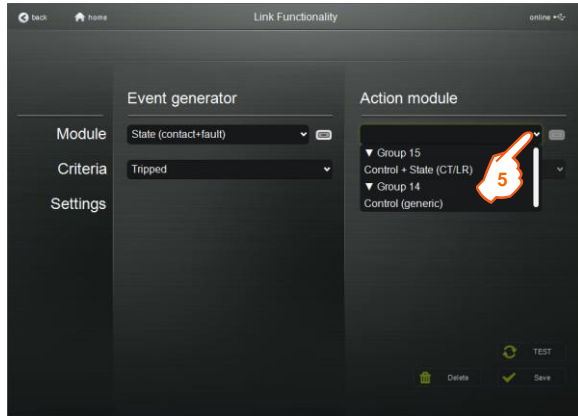 back home Link Functionality online
Event generator Action module
Module State (contact+fault)
▼ Group 15
Criteria Tripped Control + State (CT/LR)
▼ Group 14
Settings Control (generic)
5
TEST
Delete Save